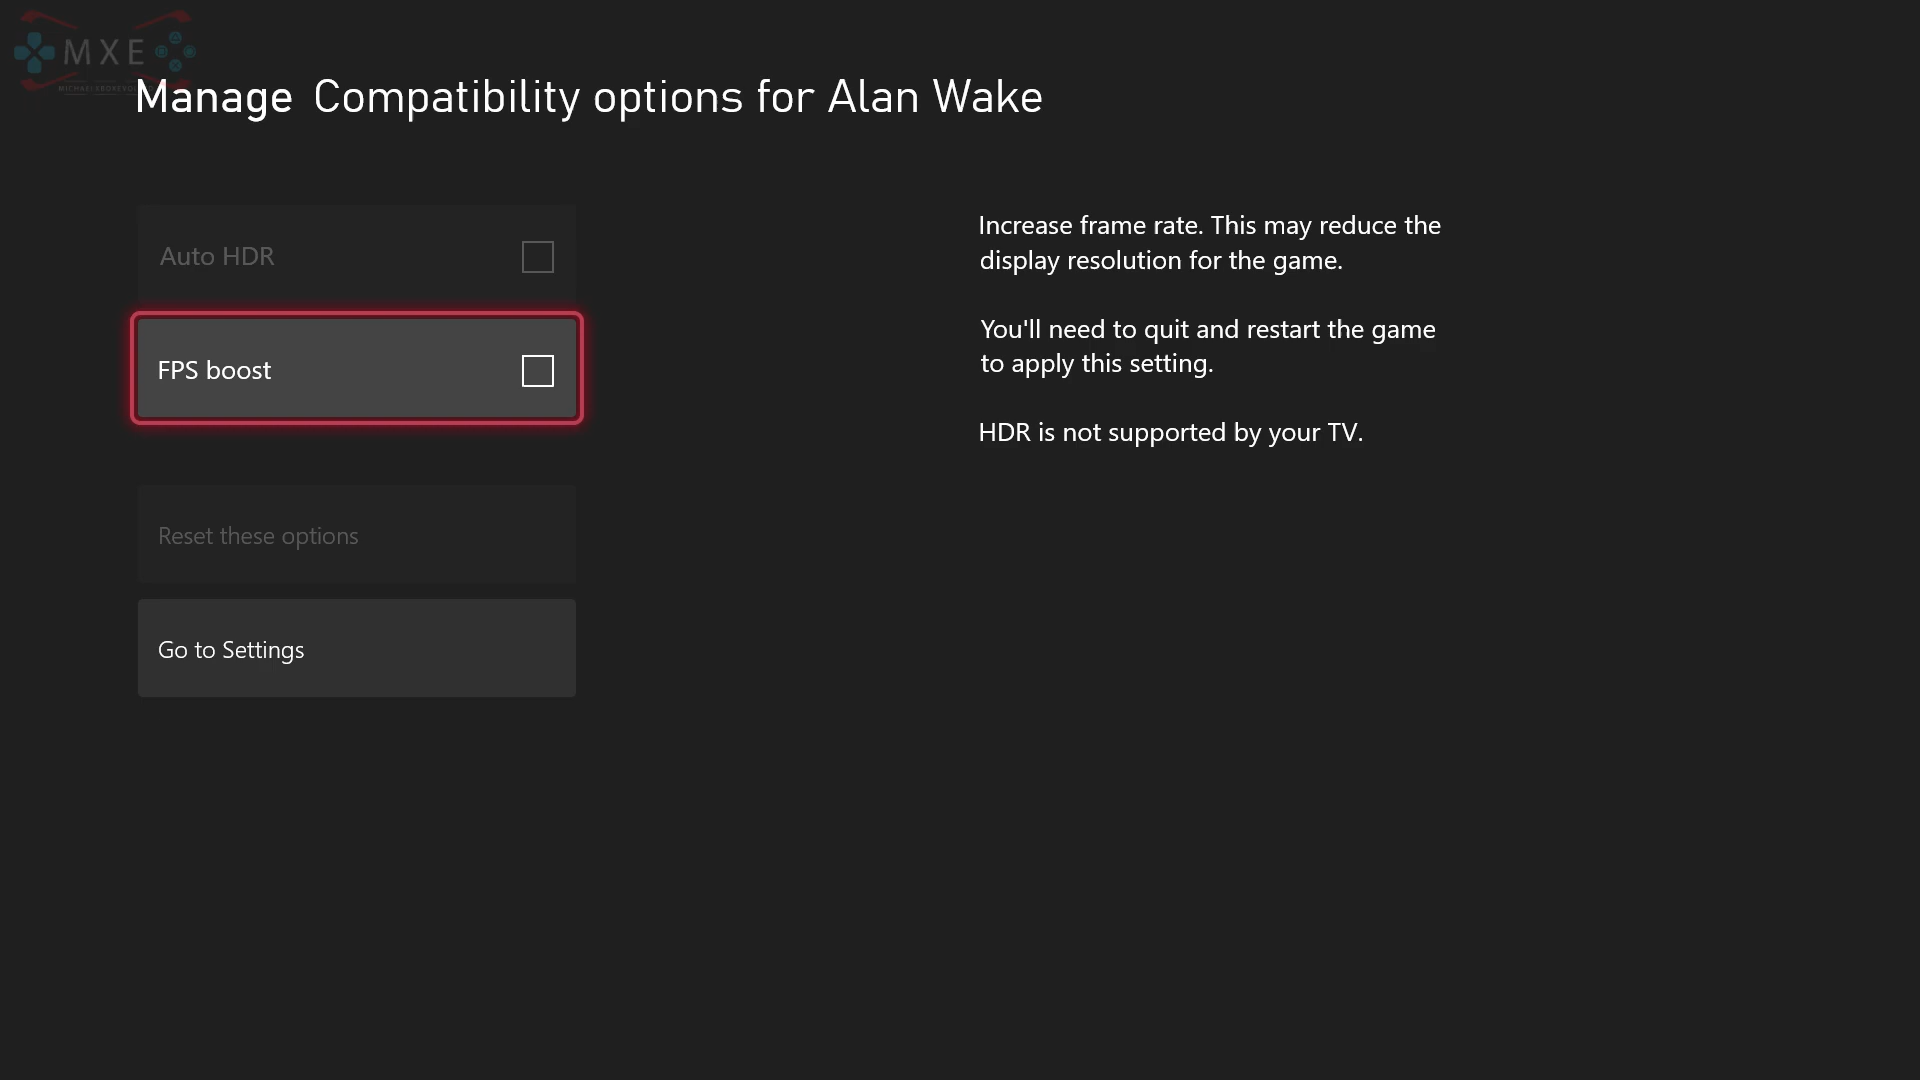 MXE
Manage Compatibility options for Alan Wake
Auto HDR
FPS boost
Reset these options
Go to Settings
Increase frame rate. This may reduce the
display resolution for the game.
You'll need to quit and restart the game
to apply this setting.
HDR is not supported by your TV.